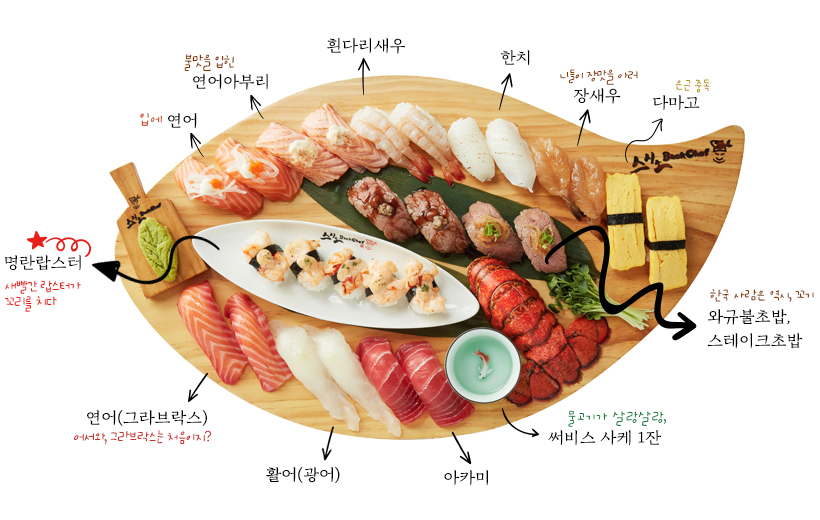 흰다리새우
한치
불맛을 입힌
연어아부리
니들이 장맛을 아러
장새우
은근 중독
다마고
입에 연어
스시노 BackChef
명란랍스터
새빨간 랍스터가
꼬리를 치다
한국 사람은 역시, 꼬기
와규불초밥,
스테이크초밥
연어(그라브락스)
어서와, 그라브락스는 처음이지?
물고기가 살랑살랑,
써비스 사케 1잔
활어(광어)
아카미